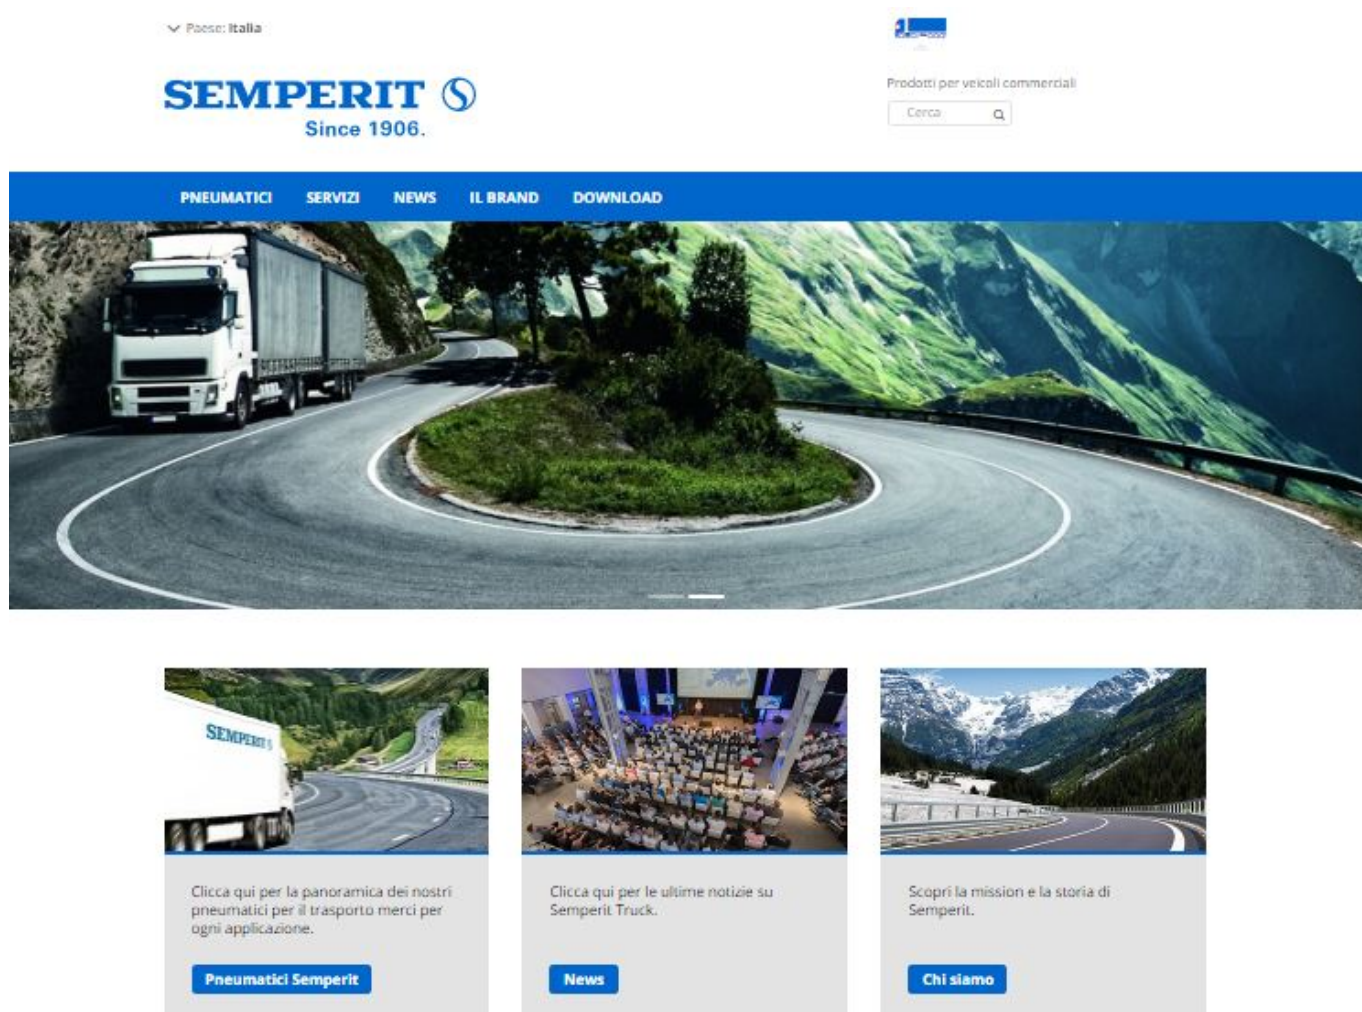 Paese: Italia
SEMPERIT
Since 1906.
Prodotti per veicoli commerciali
Cerca
PNEUMATICI SERVIZI NEWS IL BRAND DOWNLOAD
SEMPERIT
Clicca qui per la panoramica dei nostri
pneumatici per il trasporto merci per
ogni applicazione.
Pneumatici Semperit
Clicca qui per le ultime notizie su
Semperit Truck.
News
Scopri la mission e la storia di
Semperit.
Chi siamo